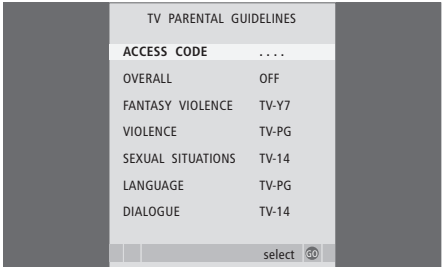 TV PARENTAL GUIDELINES
ACCESS CODE ....
OVERALL OFF
FANTASY VIOLENCE TV-Y7
VIOLENCE TV-PG
SEXUAL SITUATIONS TV-14
LANGUAGE TV-PG
DIALOGUE TV-14
select GO